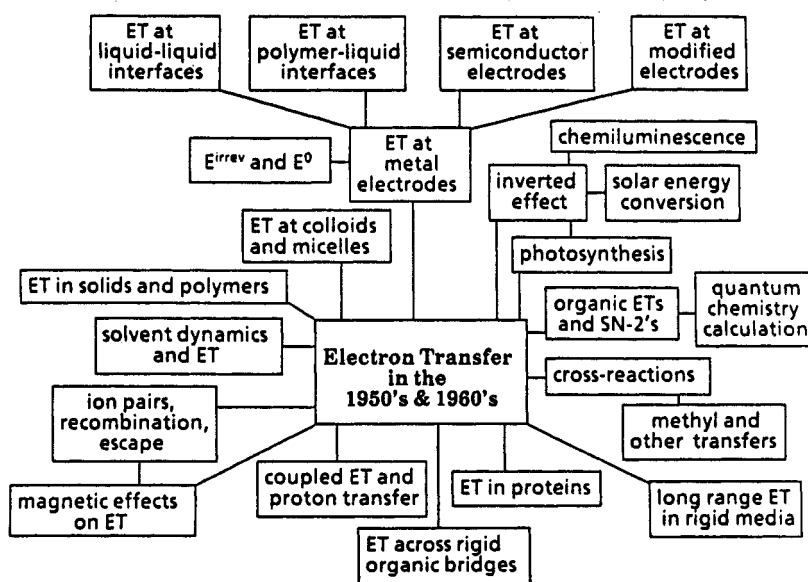 ET at
liquid-liquid
interfaces
ET at
polymer-liquid
interfaces
ET at
semiconductor
electrodes
ET at
modified
electrodes
Eirrev and E0
ET at
metal
electrodes
chemiluminescence
inverted
effect
solar energy
conversion
ET at colloids
and micelles
photosynthesis
ET in solids and polymers
organic ETs
and SN-2's
quantum
chemistry
calculation
solvent dynamics
and ET
Electron Transfer
in the
1950's & 1960's
cross-reactions
ion pairs,
recombination,
escape
methyl and
other transfers
magnetic effects
on ET
coupled ET and
proton transfer
ET in proteins
long range ET
in rigid media
ET across rigid
organic bridges